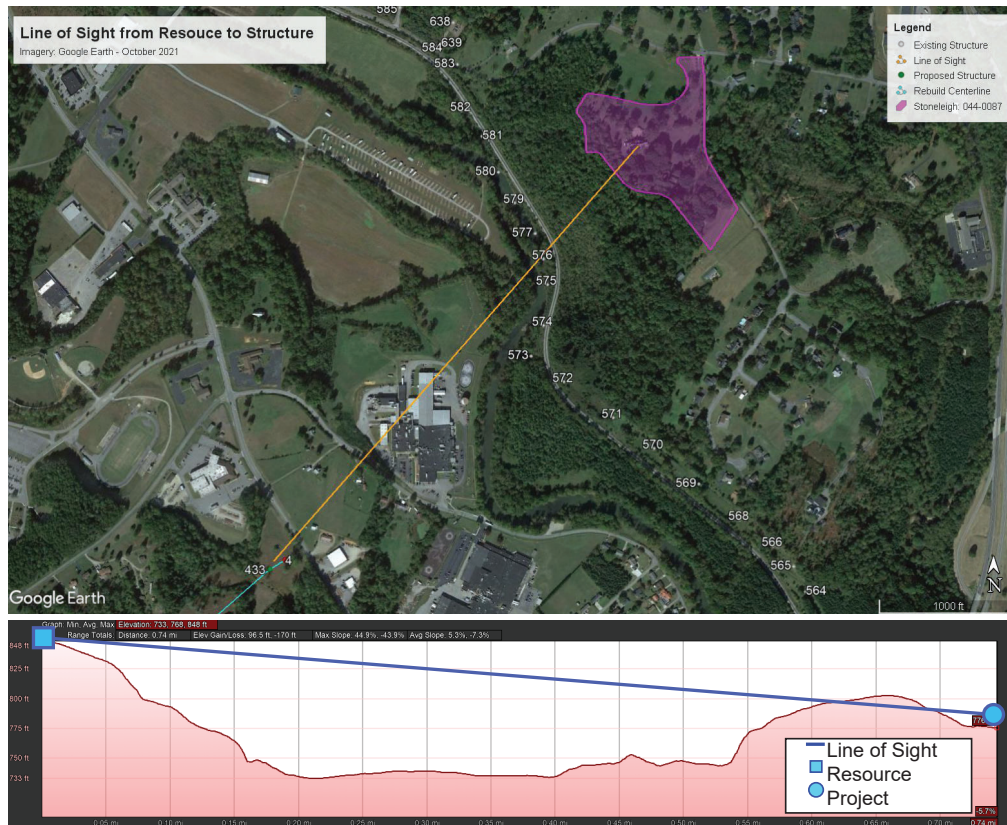 Line of Sight from Resouce to Structure
Imagery: Google Earth - October 2021
Legend
Existing Structure
Line of Sight
Proposed Structure
Rebuild Centerline
Stoneleigh: 044-0087
585
638
639
584
583
582
581
580
579
577
576
575
574
573
572
571
570
569
568
566
565
564
433
4
Google Earth
N
1000 ft
Graph: Min, Avg, Max Elevation: 733, 768, 848 ft
Range Totals: Distance: 0.74 mi Elev Gain/Loss: 96.5 ft, -170 ft Max Slope: 44.9%, -43.9% Avg Slope: 5.3%, -7.3%
848 ft
825 ft
800 ft
775 ft
750 ft
733 ft
776
Line of Sight
Resource
Project
-5.7%
0.05 mi 0.10 mi 0.15 mi 0.20 mi 0.25 mi 0.30 mi 0.35 mi 0.40 mi 0.45 mi 0.50 mi 0.55 mi 0.60 mi 0.65 mi 0.70 mi 0.74 mi